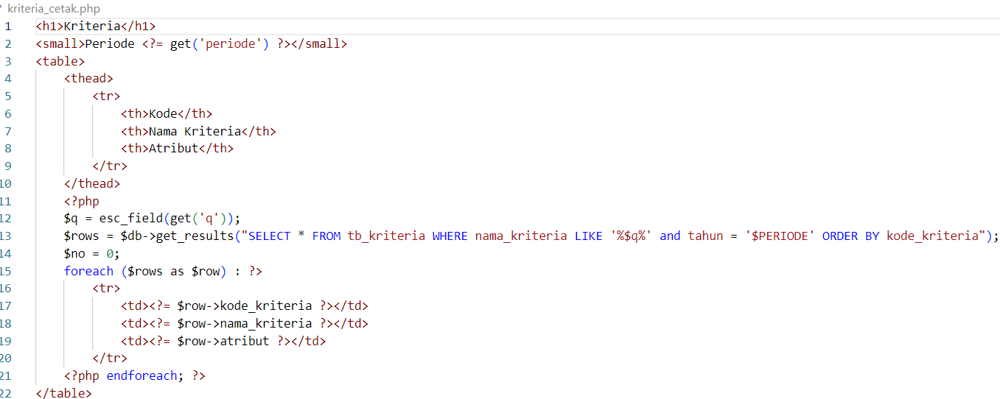 kriteria_cetak.php
1 <h1>Kriteria</h1>
2 <small>Periode <?= get('periode') ?></small>
3 <table>
4 <thead>
5 <tr>
6 <th>Kode</th>
7 <th>Nama Kriteria</th>
8 <th>Atribut</th>
9 </tr>
10 </thead>
11 <?php
12 $q = esc_field(get('q'));
13 $rows = $db->get_results("SELECT * FROM tb_kriteria WHERE nama_kriteria LIKE '%$q%' and tahun = '$PERIODE' ORDER BY kode_kriteria");
14 $no = 0;
15 foreach ($rows as $row) : ?>
16 <tr>
17 <td><?= $row->kode_kriteria ?></td>
18 <td><?= $row->nama_kriteria ?></td>
19 <td><?= $row->atribut ?></td>
20 </tr>
21 <?php endforeach; ?>
22 </table>